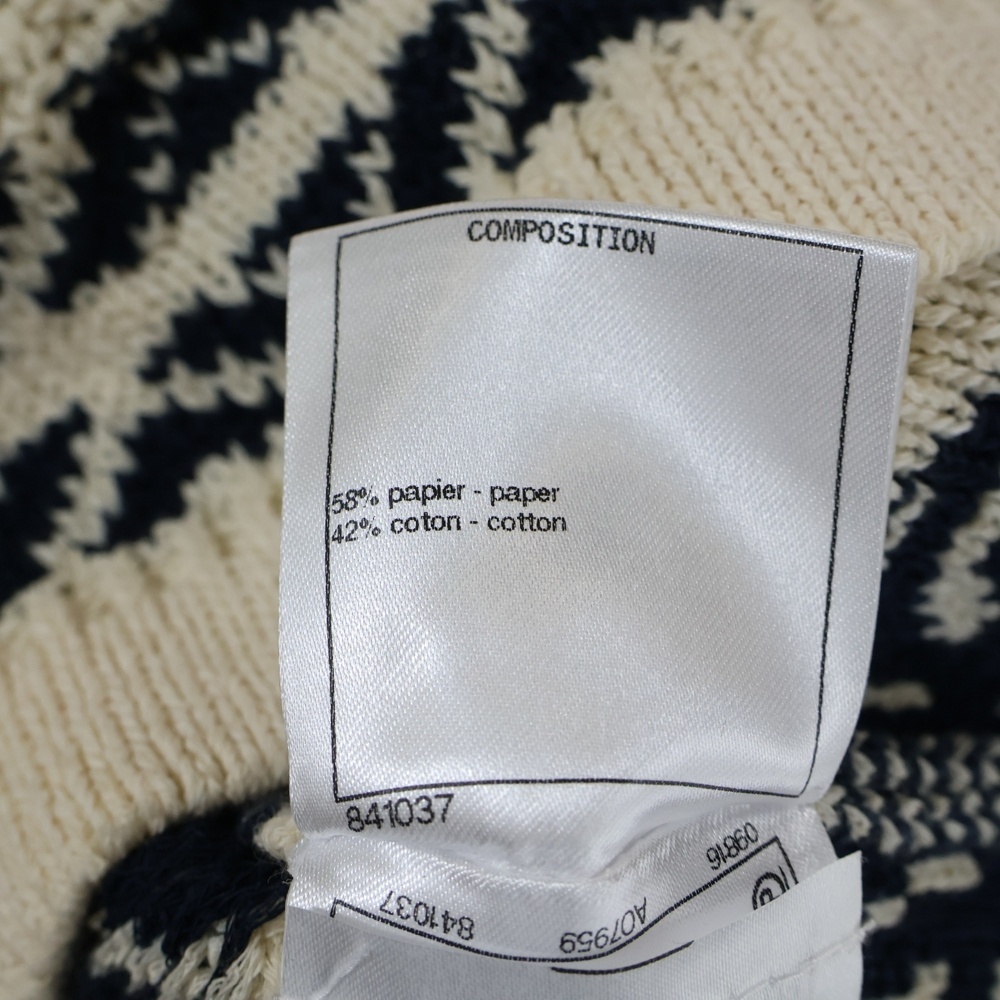 COMPOSITION
58% papier - paper
42% coton - cotton
841037
09816
841037
A07959